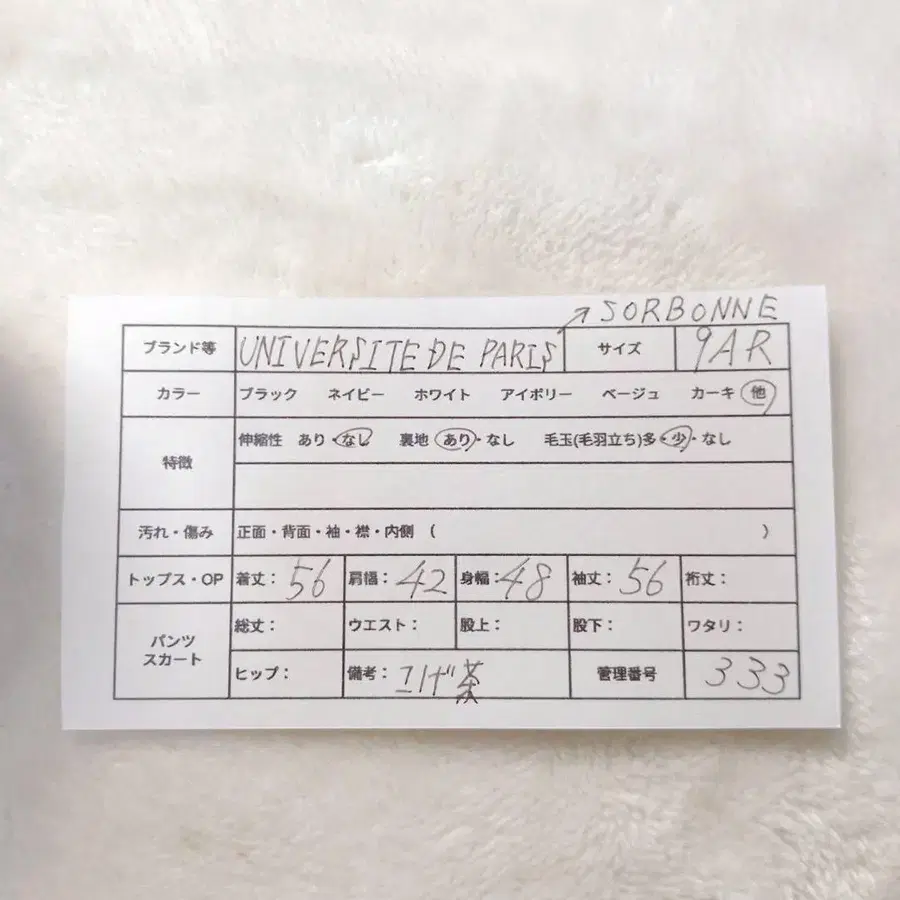 ↗SORBONNE
ブランド等 UNIVERSITE DE PARIS サイズ 9AR
カラー ブラック ネイビー ホワイト アイボリー ベージュ カーキ 他
特徴 伸縮性 あり・なし 裏地 あり・なし 毛玉(毛羽立ち)多・少・なし
汚れ・傷み 正面・背面・袖・襟・内側 ( )
トップス・OP 着丈：56 肩幅：42 身幅：48 袖丈：56 裄丈：
パンツ スカート 総丈： ウエスト： 股上： 股下： ワタリ：
ヒップ： 備考：こげ茶 管理番号 333